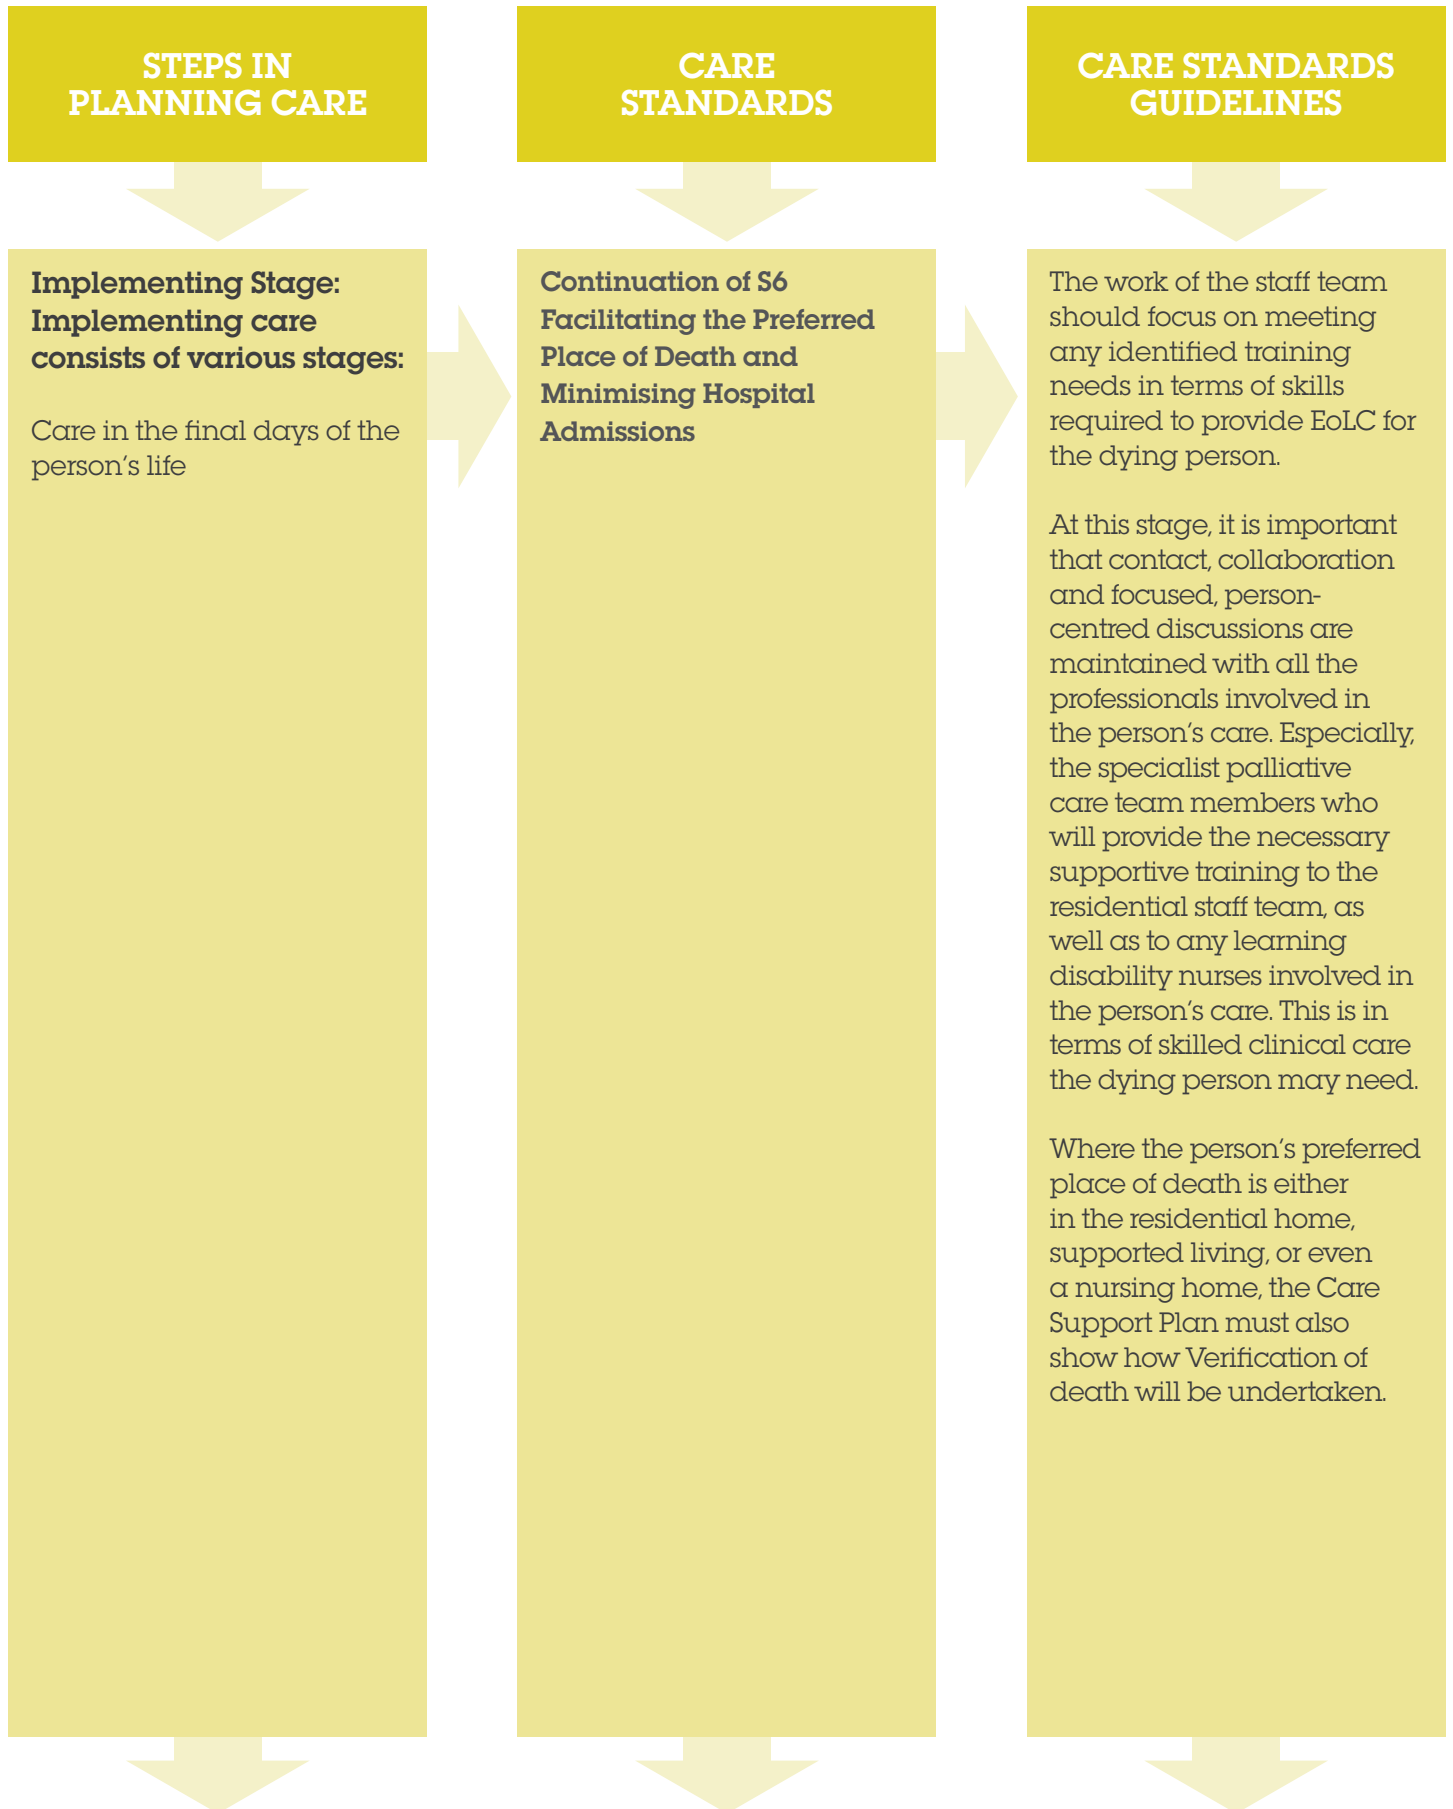 STEPS IN
PLANNING CARE
CARE
STANDARDS
CARE STANDARDS
GUIDELINES
Implementing Stage:
Implementing care
consists of various stages:
Care in the final days of the
person's life
Continuation of S6
Facilitating the Preferred
Place of Death and
Minimising Hospital
Admissions
The work of the staff team
should focus on meeting
any identified training
needs in terms of skills
required to provide EoLC for
the dying person.
At this stage, it is important
that contact, collaboration
and focused, person-
centred discussions are
maintained with all the
professionals involved in
the person's care. Especially,
the specialist palliative
care team members who
will provide the necessary
supportive training to the
residential staff team, as
well as to any learning
disability nurses involved in
the person's care. This is in
terms of skilled clinical care
the dying person may need.
Where the person's preferred
place of death is either
in the residential home,
supported living, or even
a nursing home, the Care
Support Plan must also
show how Verification of
death will be undertaken.